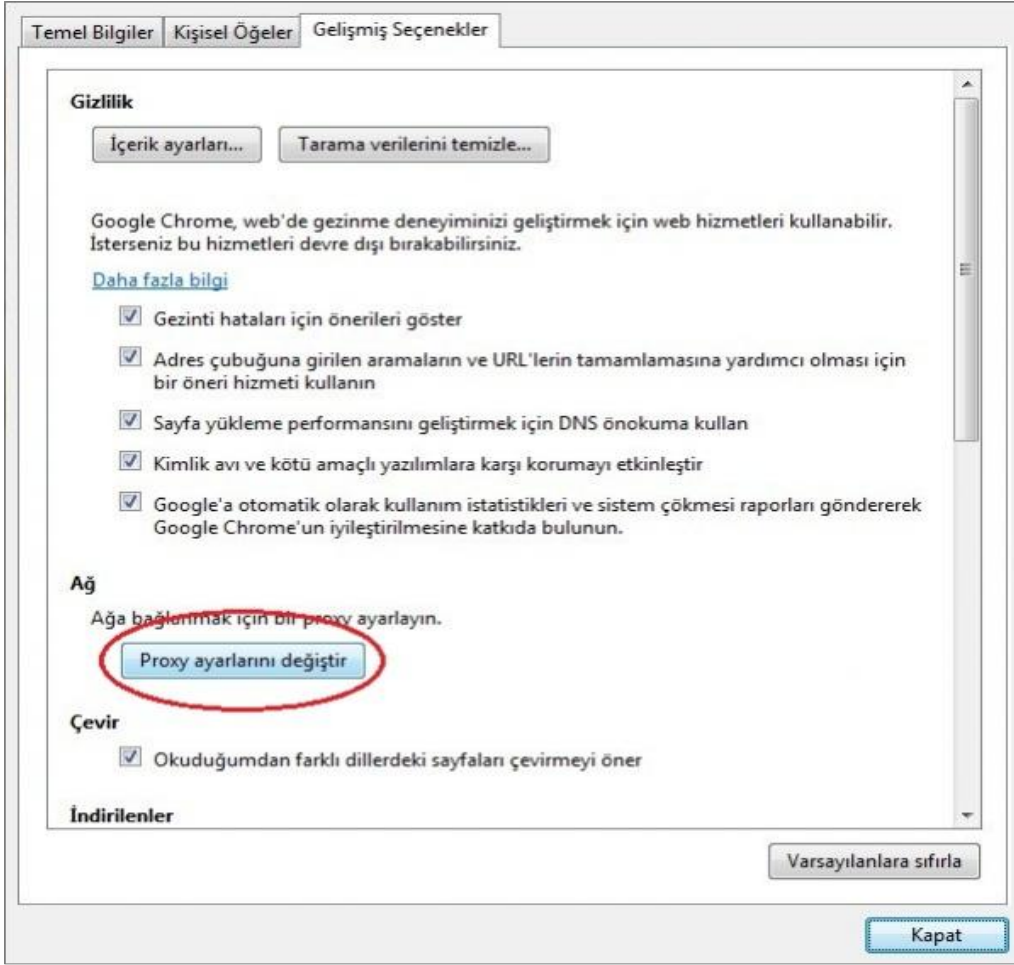 Temel Bilgiler Kişisel Öğeler Gelişmiş Seçenekler
Gizlilik
İçerik ayarları... Tarama verilerini temizle...
Google Chrome, web'de gezinme deneyiminizi geliştirmek için web hizmetleri kullanabilir.
İsterseniz bu hizmetleri devre dışı bırakabilirsiniz.
Daha fazla bilgi
Gezinti hataları için önerileri göster
Adres çubuğuna girilen aramaların ve URL'lerin tamamlamasına yardımcı olması için
bir öneri hizmeti kullanın
Sayfa yükleme performansını geliştirmek için DNS önokuma kullan
Kimlik avı ve kötü amaçlı yazılımlara karşı korumayı etkinleştir
Google'a otomatik olarak kullanım istatistikleri ve sistem çökmesi raporları göndererek
Google Chrome'un iyileştirilmesine katkıda bulunun.
Ağ
Ağa bağlanmak için bir proxy ayarlayın.
Proxy ayarlarını değiştir
Çevir
Okuduğumdan farklı dillerdeki sayfaları çevirmeyi öner
İndirilenler
Varsayılanlara sıfırla
Kapat